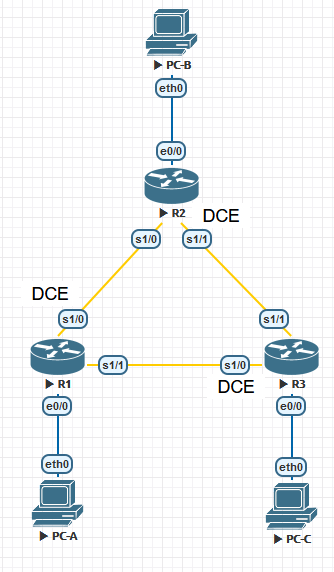 PC-B
eth0
e0/0
R2
DCE
s1/0
s1/1
DCE
s1/0
s1/1
R1
s1/1
s1/0
R3
DCE
e0/0
e0/0
eth0
eth0
PC-A
PC-C